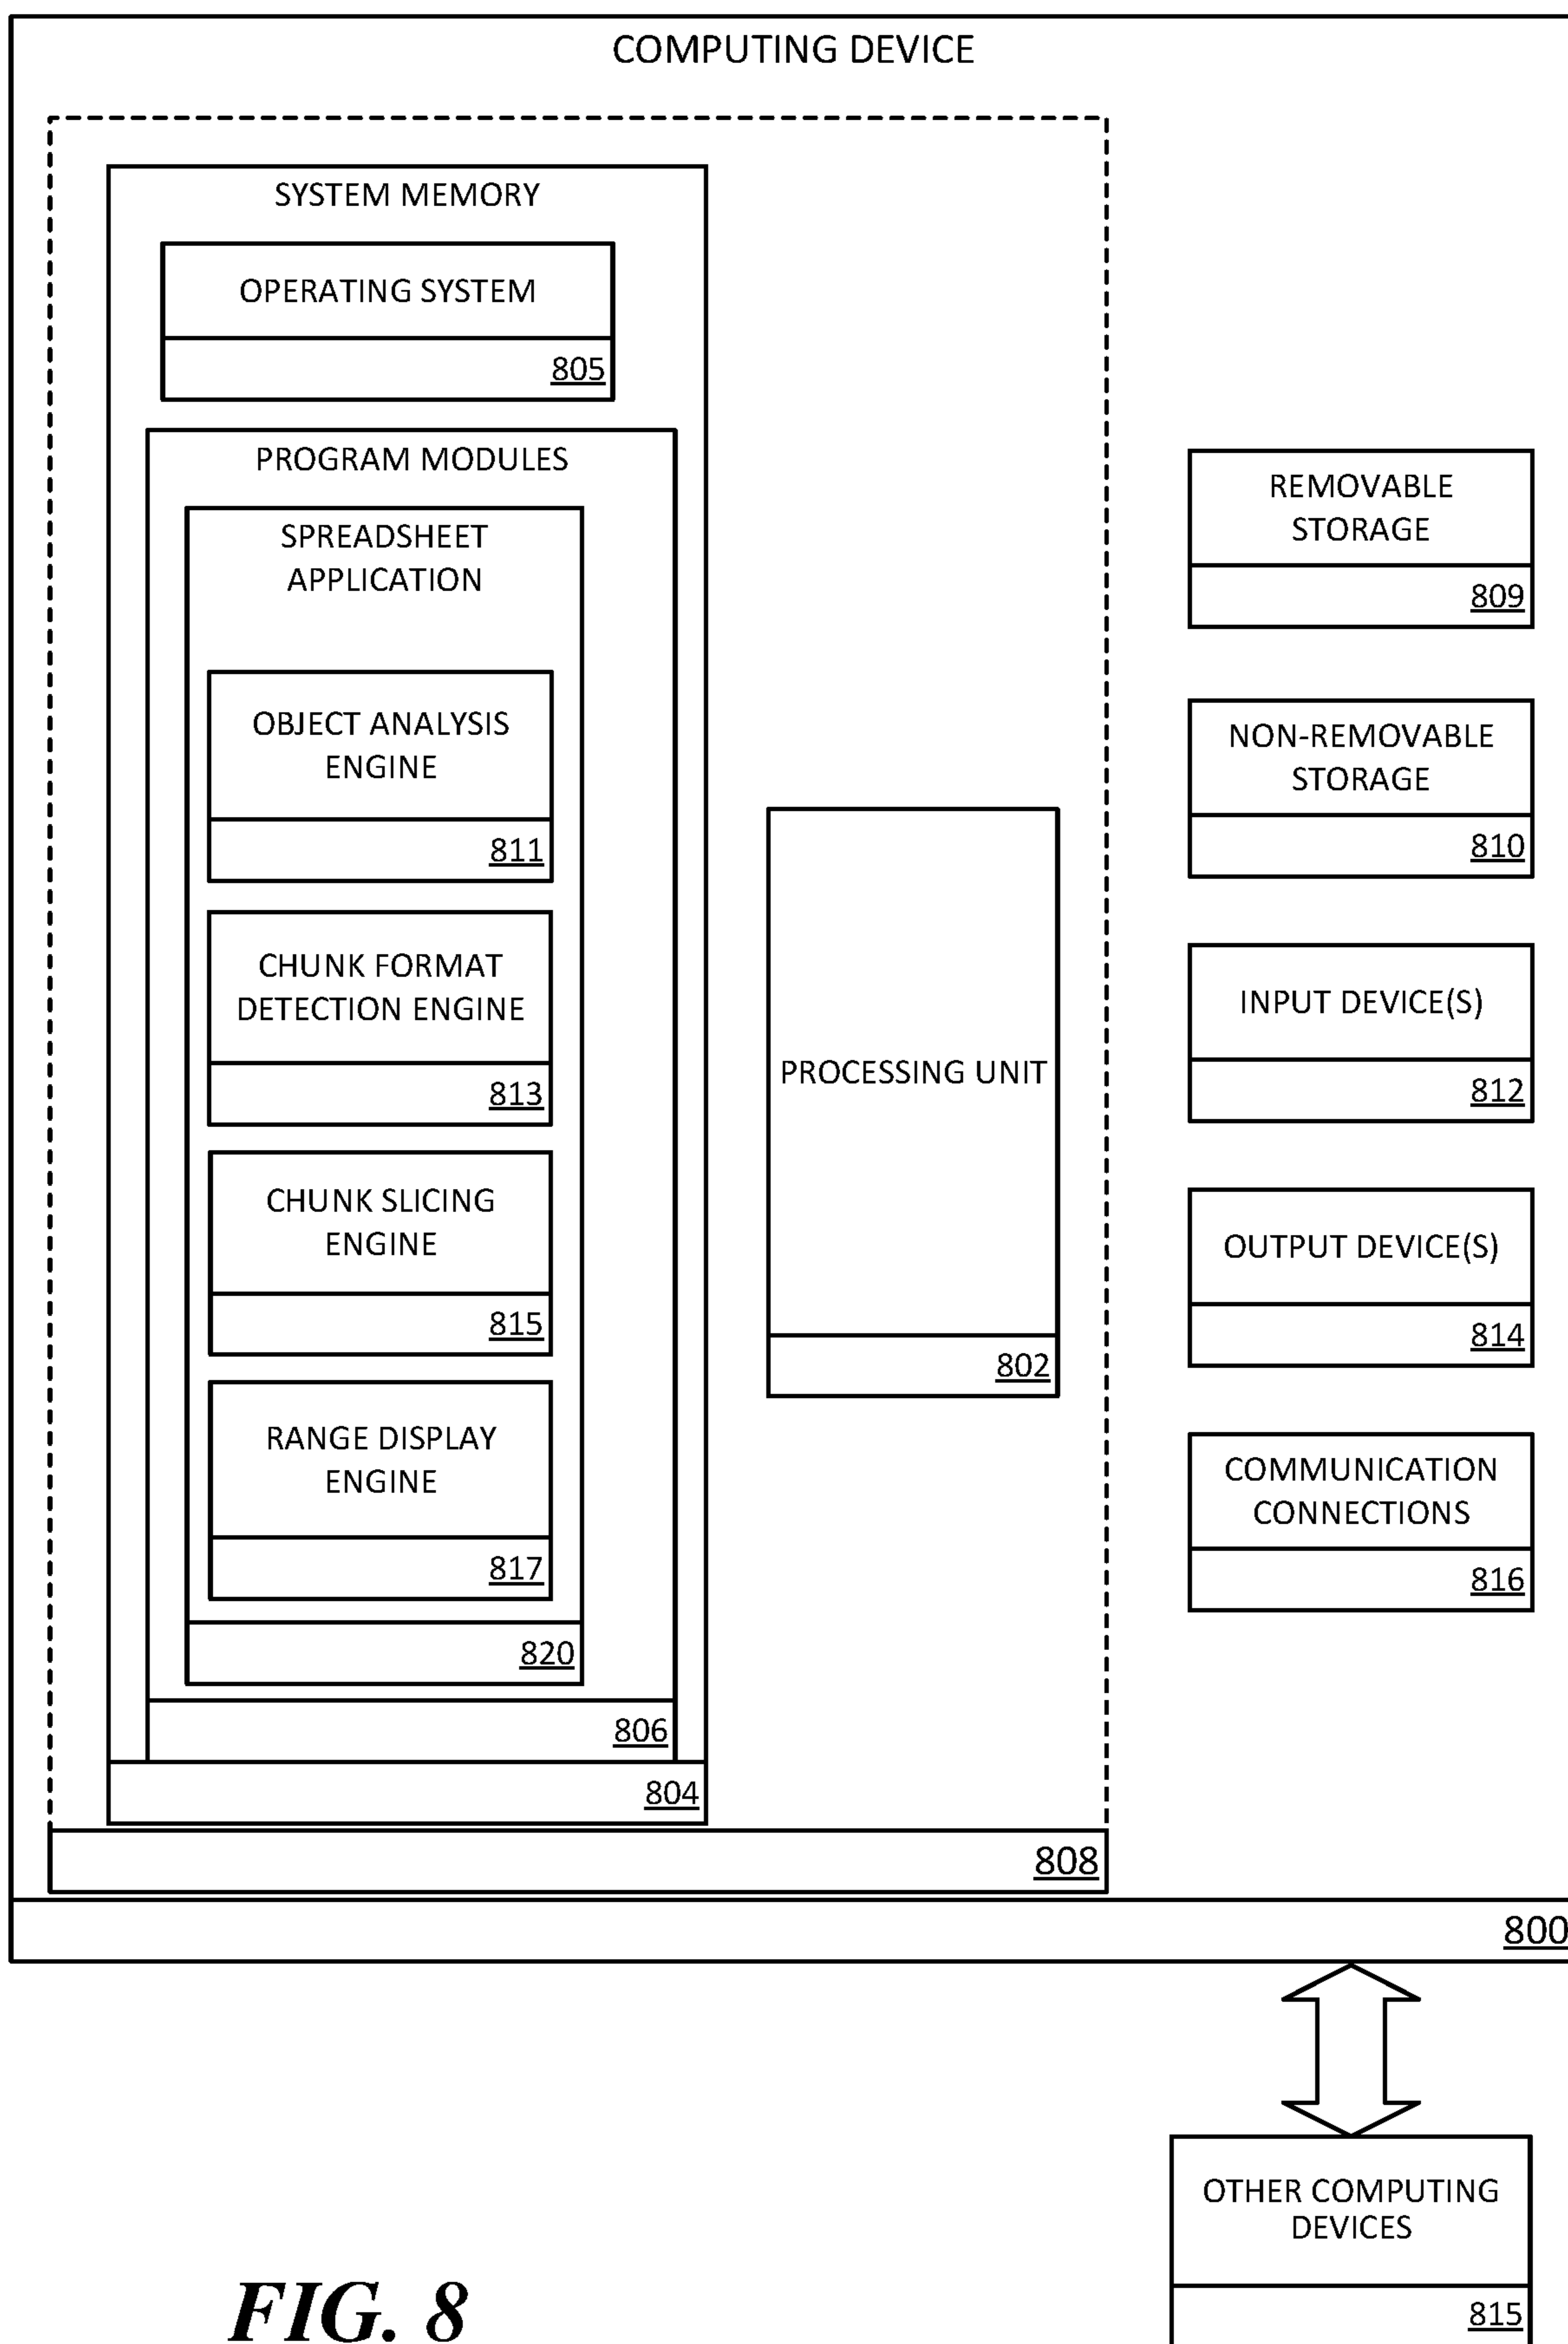 COMPUTING DEVICE
SYSTEM MEMORY
OPERATING SYSTEM
805
PROGRAM MODULES
SPREADSHEET
APPLICATION
OBJECT ANALYSIS
ENGINE
811
CHUNK FORMAT
DETECTION ENGINE
813
CHUNK SLICING
ENGINE
815
RANGE DISPLAY
ENGINE
817
820
806
804
PROCESSING UNIT
802
808
REMOVABLE
STORAGE
809
NON-REMOVABLE
STORAGE
810
INPUT DEVICE(S)
812
OUTPUT DEVICE(S)
814
COMMUNICATION
CONNECTIONS
816
800
OTHER COMPUTING
DEVICES
815
FIG. 8